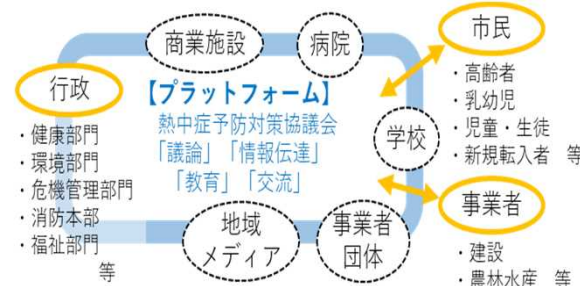 商業施設
病院
市民
・高齢者
・乳幼児
・児童・生徒
・新規転入者 等
行政
・健康部門
・環境部門
・危機管理部門
・消防本部
・福祉部門
等
【プラットフォーム】
熱中症予防対策協議会
「議論」「情報伝達」
「教育」「交流」
学校
地域
メディア
事業者
団体
事業者
・建設
・農林水産 等